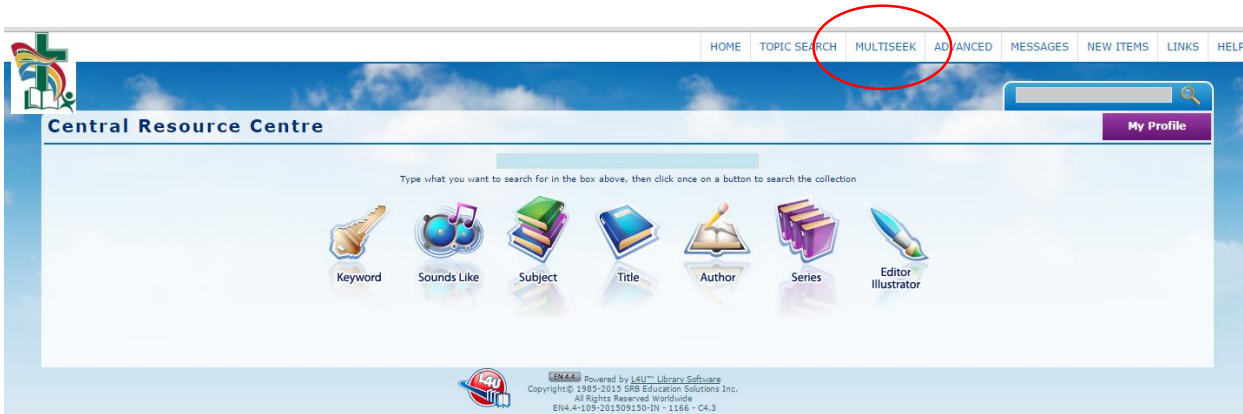 HOME TOPIC SEARCH MULTISEEK ADVANCED MESSAGES NEW ITEMS LINKS HELP
Central Resource Centre
My Profile
Type what you want to search for in the box above, then click once on a button to search the collection
Keyword Sounds Like Subject Title Author Series Editor Illustrator
L4U
EN4.4 Powered by L4U™ Library Software
Copyright© 1985-2015 SRB Education Solutions Inc.
All Rights Reserved Worldwide
EN4.4-109-201509150-IN - 1166 - C4.3